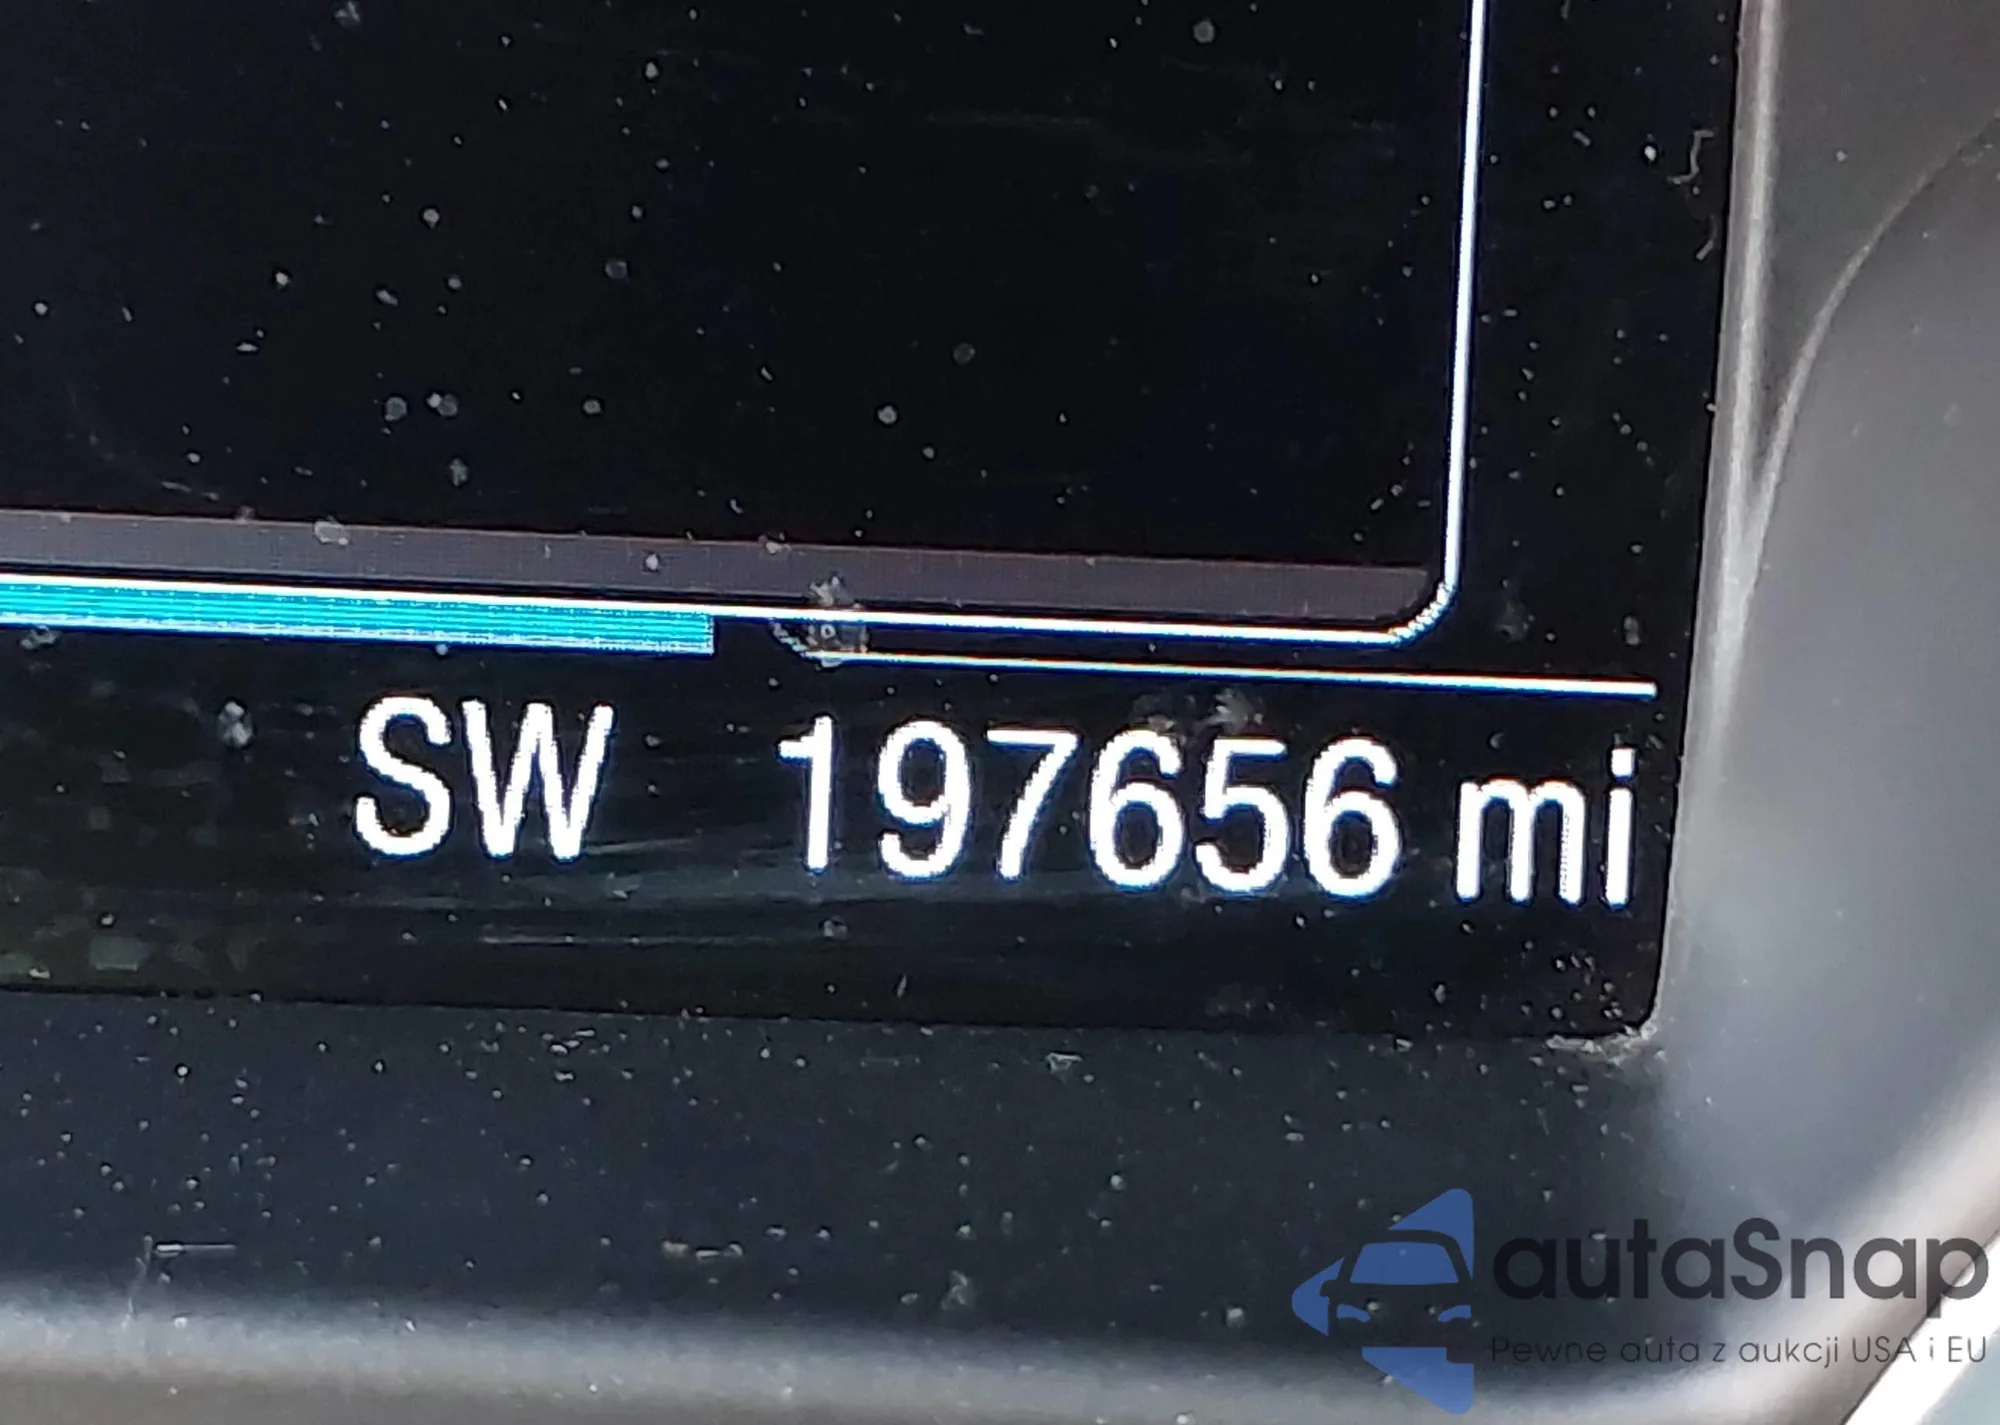 SW 197656 mi
autaSnap
Pewne auta z aukcji USA i EU